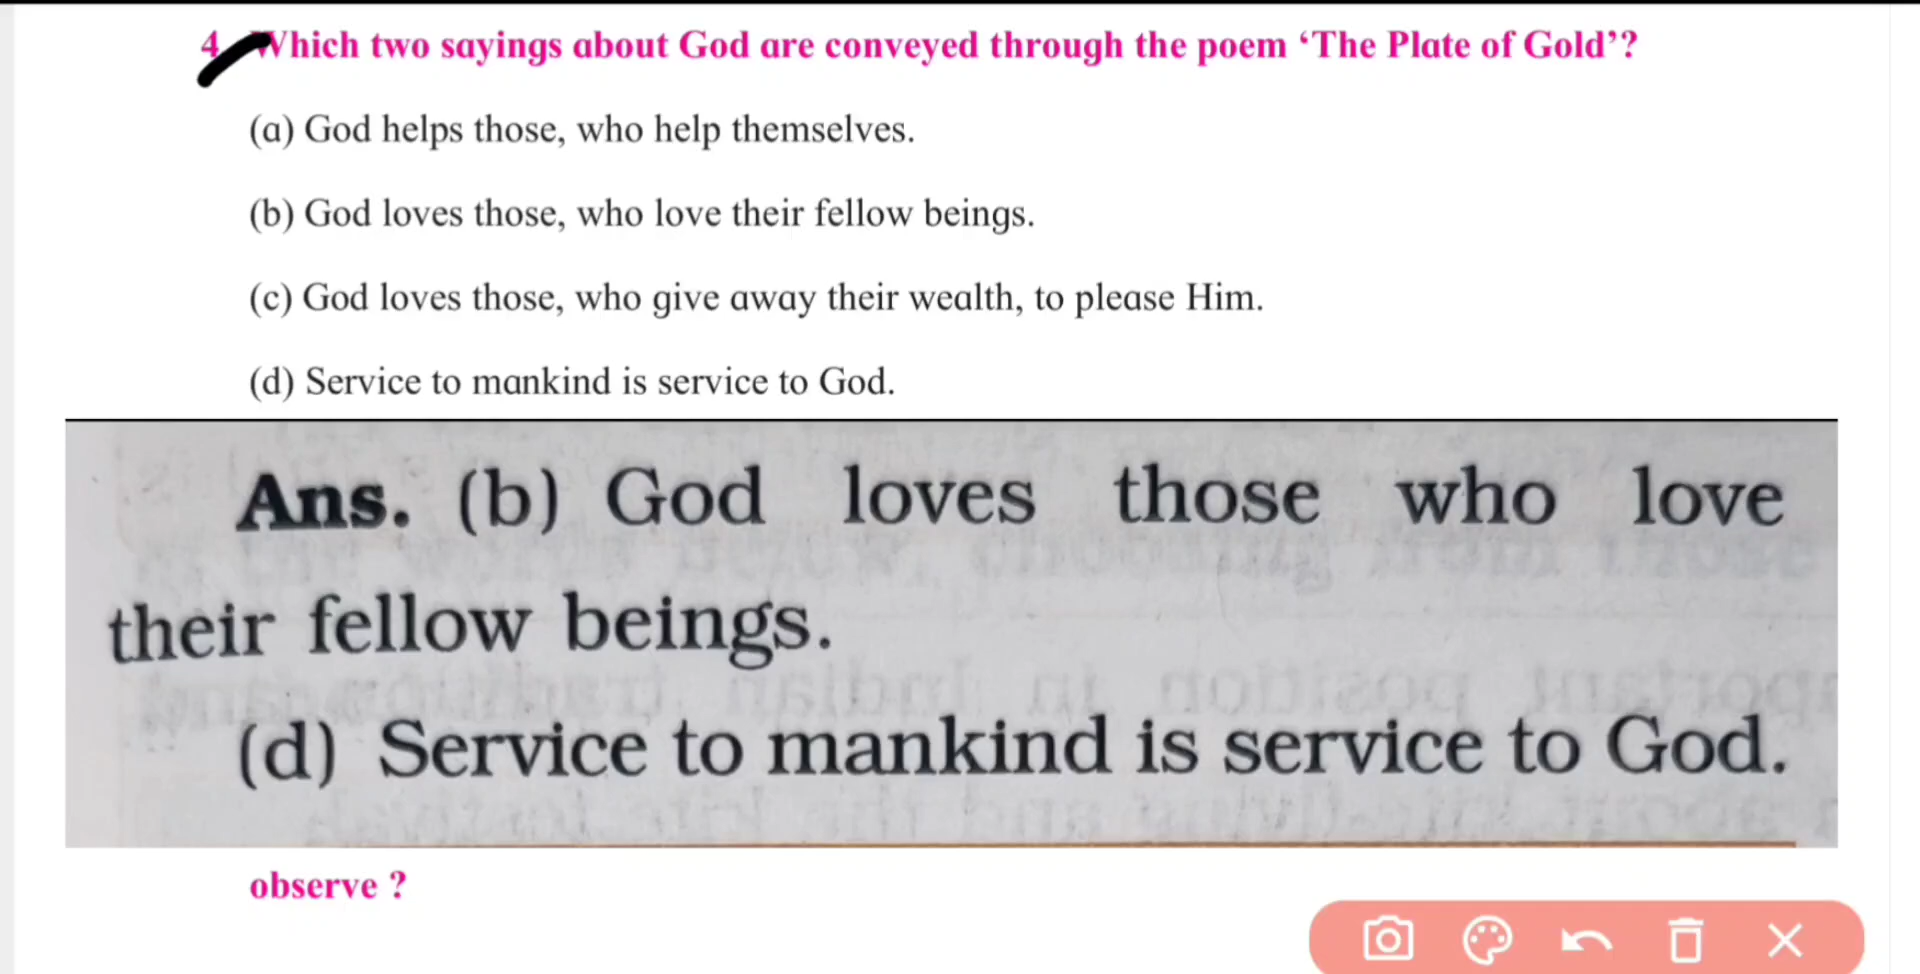 4. Which two sayings about God are conveyed through the poem ‘The Plate of Gold’?
(a) God helps those, who help themselves.
(b) God loves those, who love their fellow beings.
(c) God loves those, who give away their wealth, to please Him.
(d) Service to mankind is service to God.
Ans. (b) God loves those who love
their fellow beings.
(d) Service to mankind is service to God.
observe ?